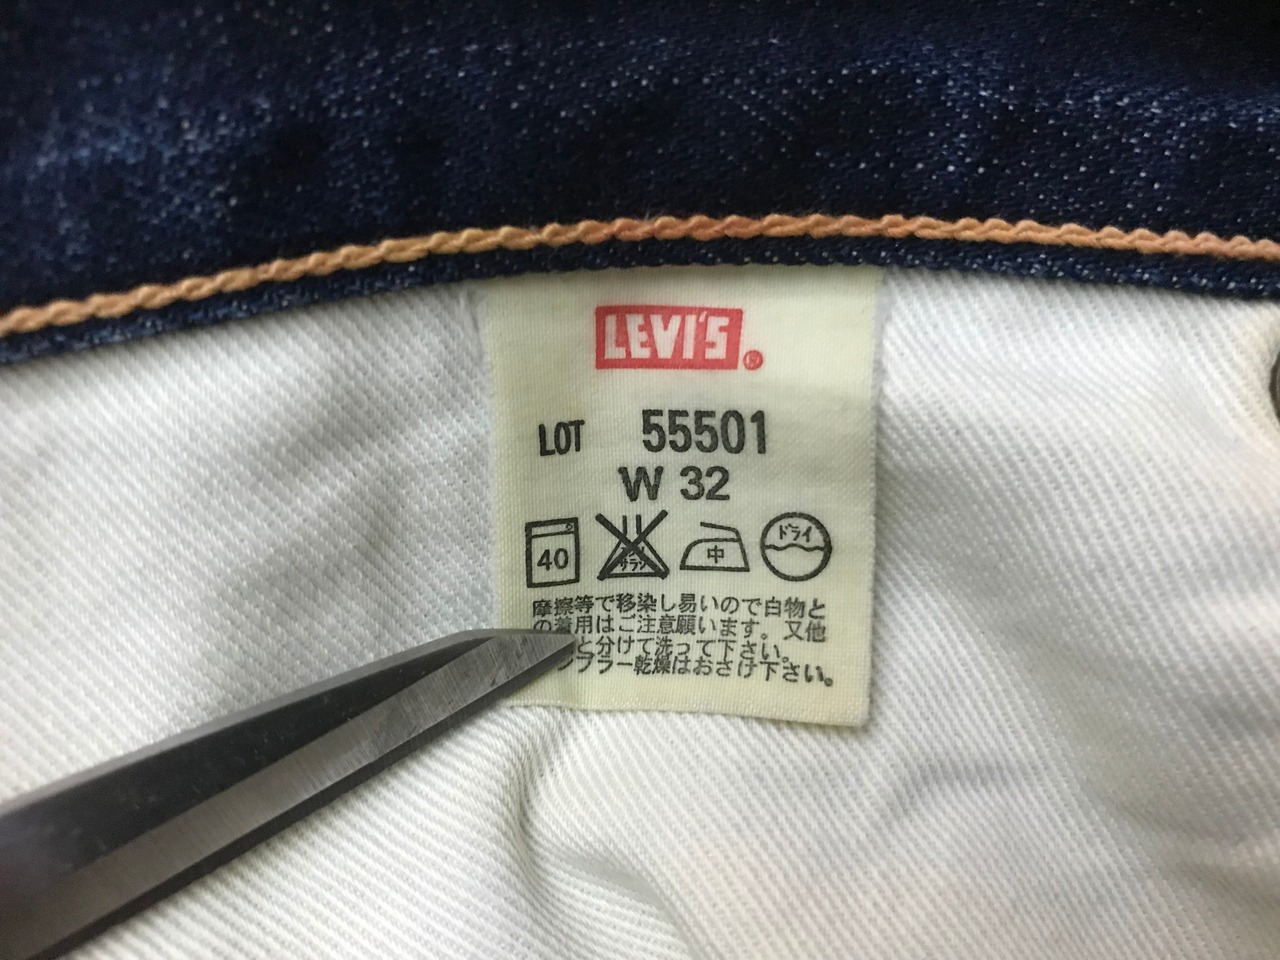 LEVI'S ®
LOT 55501
W 32
40 中 ドライ
摩擦等で移染し易いので白物と
の着用はご注意願います。又他
と分けて洗って下さい。
ンブラー乾燥はおさけ下さい。